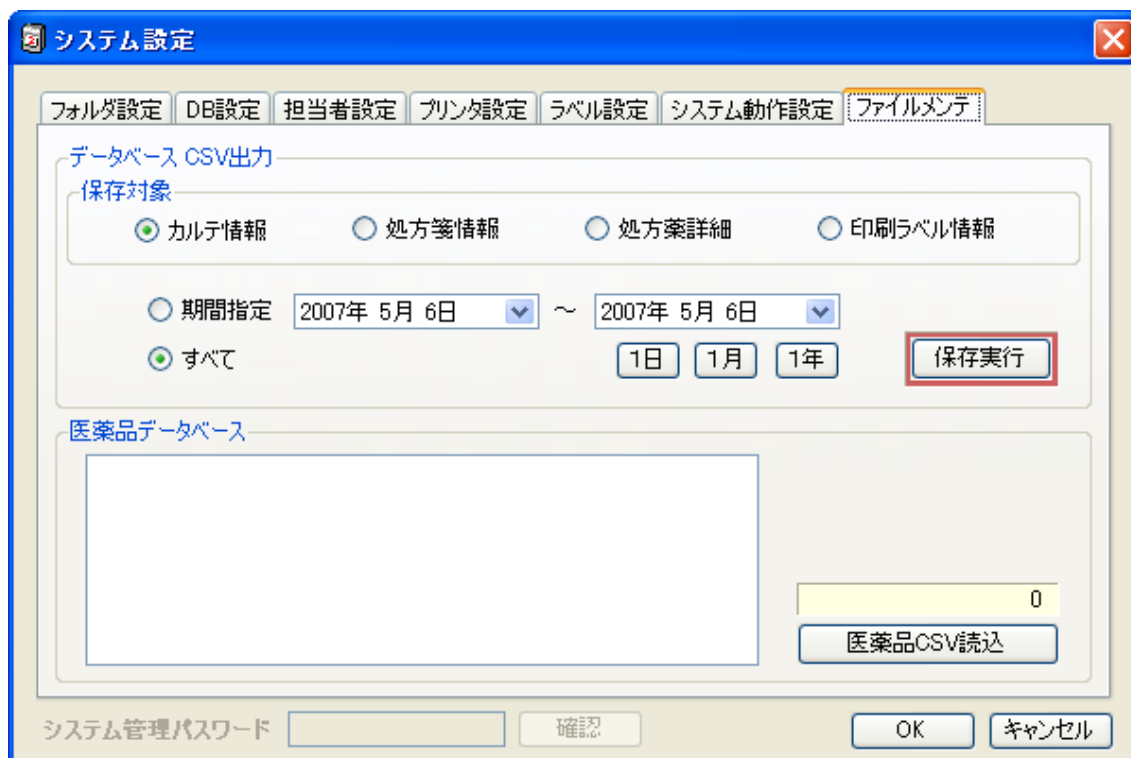 システム設定
フォルダ設定 DB設定 担当者設定 プリンタ設定 ラベル設定 システム動作設定 ファイルメンテ
データベース CSV出力
保存対象
カルテ情報 処方箋情報 処方薬詳細 印刷ラベル情報
期間指定 2007年 5月 6日 ～ 2007年 5月 6日
すべて 1日 1月 1年 保存実行
医薬品データベース
0
医薬品CSV読込
システム管理パスワード 確認 OK キャンセル